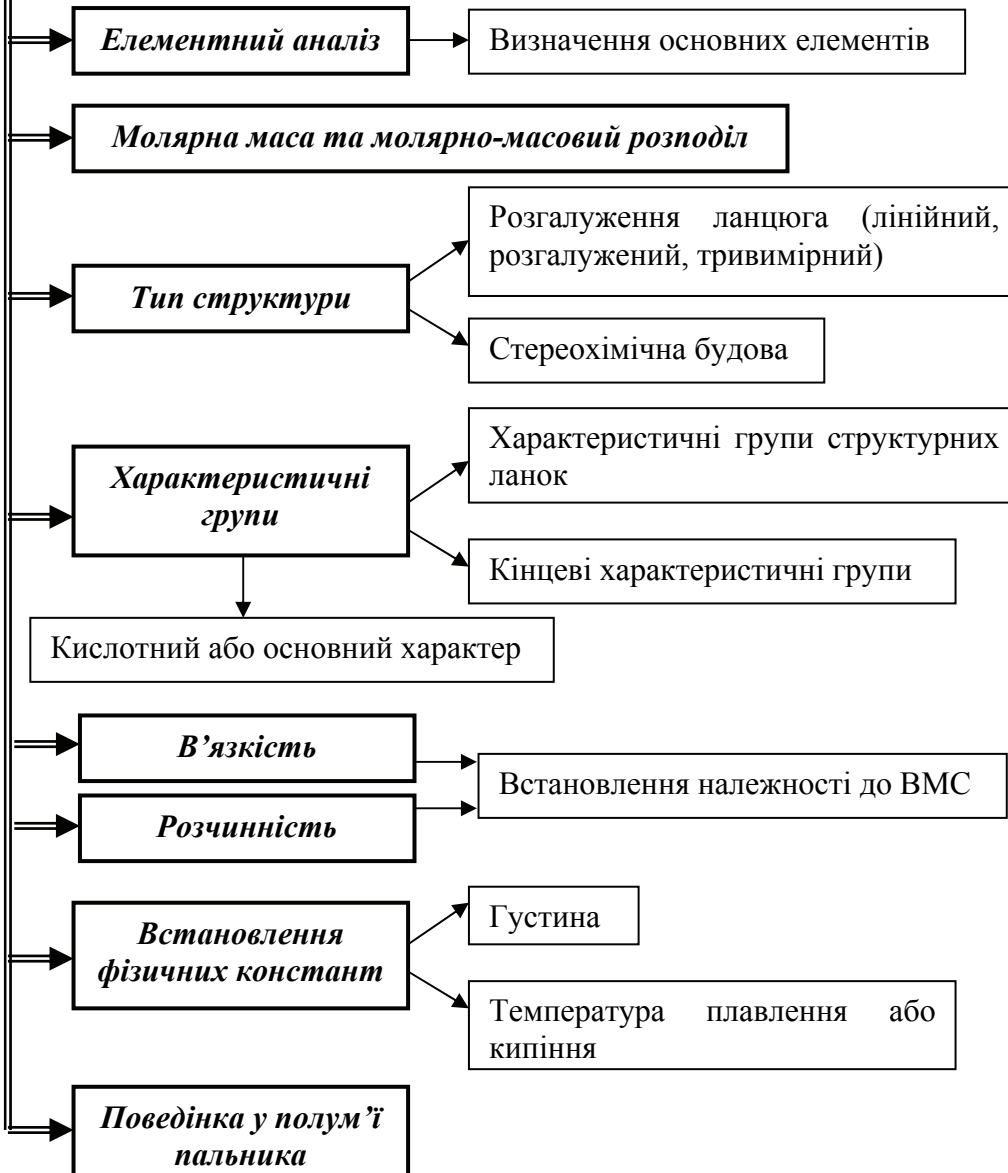 Елементний аналіз
Визначення основних елементів
Молярна маса та молярно-масовий розподіл
Розгалуження ланцюга (лінійний,
розгалужений, тривимірний)
Тип структури
Стереохімічна будова
Характеристичні групи структурних
ланок
Характеристичні
групи
Кінцеві характеристичні групи
Кислотний або основний характер
В’язкість
Встановлення належності до ВМС
Розчинність
Густина
Встановлення
фізичних констант
Температура плавлення або
кипіння
Поведінка у полум’ї
пальника